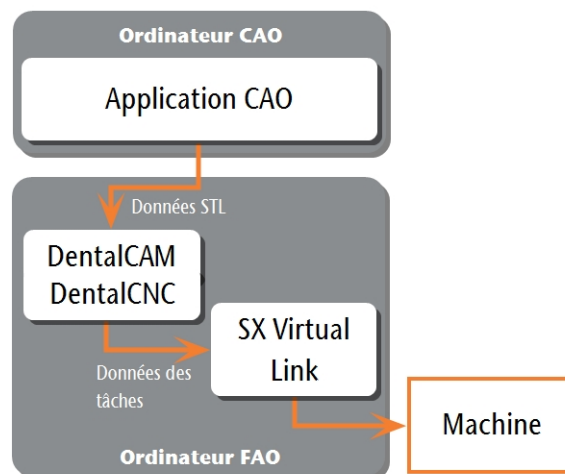 Ordinateur CAO
Application CAO
Données STL
DentalCAM
DentalCNC
SX Virtual
Link
Données des
tâches
Machine
Ordinateur FAO